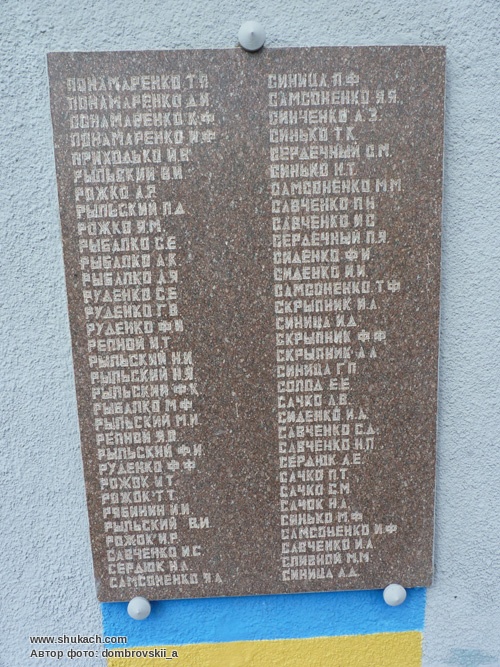 ПОНАМАРЕНКО Т.Я.
ПОНАМАРЕНКО Д.И.
ПОНАМАРЕНКО К.Ф.
ПОНАМАРЕНКО И.Ф.
ПРИХОДЬКО И.В.
РЫЛЬСКИЙ В.И.
РОЖКО А.Я.
РЫЛЬСКИЙ П.Д.
РОЖКО Я.М.
РЫБАЛКО С.Е.
РЫБАЛКО А.К.
РЫБАЛКО Д.Я.
РУДЕНКО С.Е.
РУДЕНКО Г.В.
РУДЕНКО Ф.И.
РЕПНОЙ И.Т.
РЫЛЬСКИЙ Н.И.
РЫЛЬСКИЙ И.Я.
РЫЛЬСКИЙ Ф.К.
РЫБАЛКО М.Ф.
РЫЛЬСКИЙ М.И.
РЕПНОЙ Я.В.
РЫЛЬСКИЙ Ф.И.
РУДЕНКО Ф.Ф.
РОЖОК И.Т.
РОЖОК Т.Т.
РЯБИНИН И.И.
РЫЛЬСКИЙ В.И.
РОЖОК И.Р.
САВЧЕНКО И.С.
СЕРДЮК Н.А.
САМСОНЕНКО Я.А.
СИНИЦА П.Ф.
САМСОНЕНКО И.Я.
СИНЧЕНКО А.З.
СИНЬКО Т.К.
СЕРДЕЧНЫЙ О.М.
СИНЬКО И.Т.
САМСОНЕНКО М.М.
САВЧЕНКО П.Н.
САВЧЕНКО И.С.
СЕРДЕЧНЫЙ П.Я.
СИДЕНКО Ф.И.
СИДЕНКО И.И.
САМСОНЕНКО Т.Ф.
СКРЫПНИК И.А.
СИНИЦА И.Д.
СКРЫПНИК Ф.Ф.
СКРЫПНИК А.А.
СИНИЦА Г.П.
СОЛОД Е.Е.
САЧКО Л.В.
СИДЕНКО И.А.
САВЧЕНКО С.Д.
САВЧЕНКО Н.П.
СЕРДЮК Л.Е.
САЧКО П.Т.
САЧКО С.М.
САЧОК Н.А.
СИНЬКО М.Ф.
САМСОНЕНКО И.Ф.
САВЧЕНКО И.А.
СЛИВНОЙ М.М.
СИНИЦА А.Д.
www.shukach.com
Автор фото: dombrovskii_a